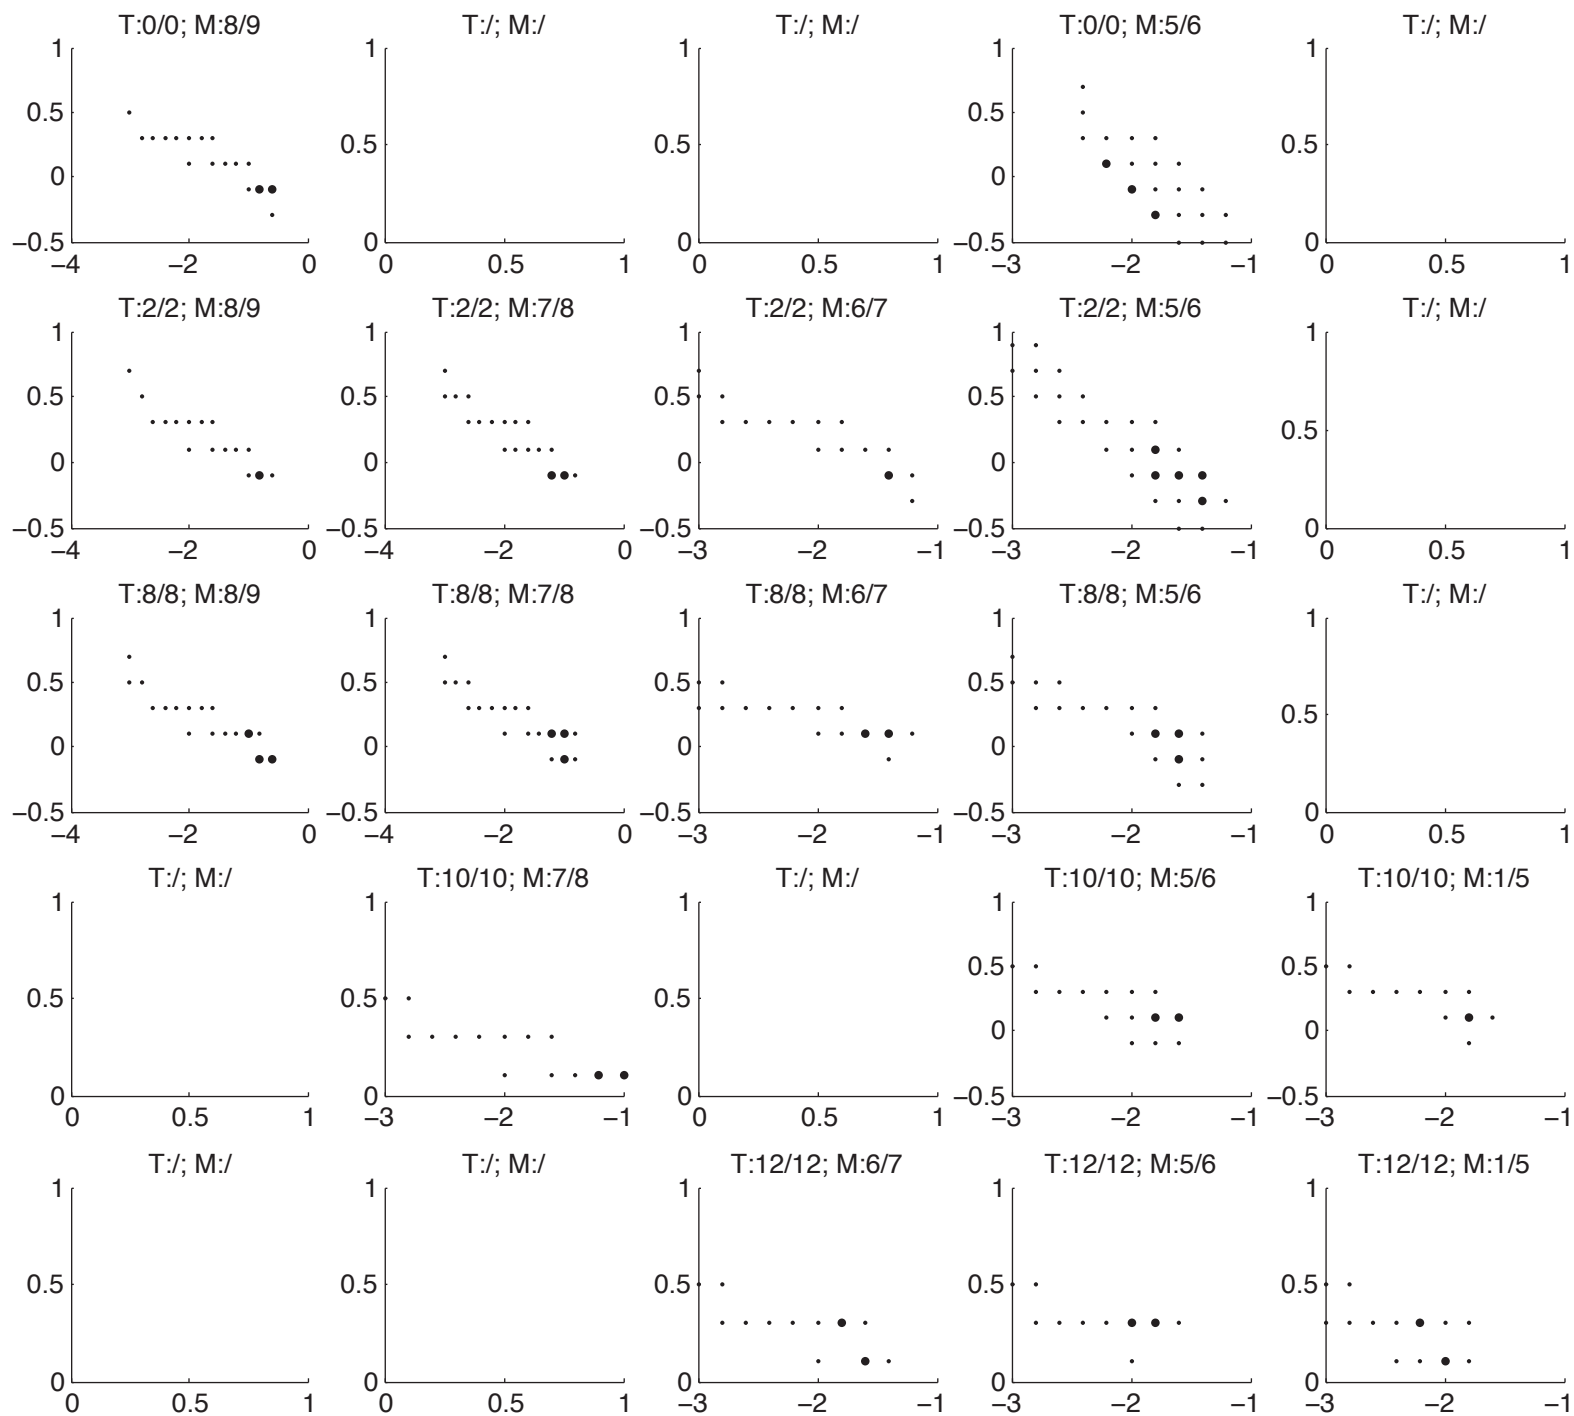 T:0/0; M:8/9 T:/; M:/ T:/; M:/ T:0/0; M:5/6 T:/; M:/
1 1 1 1 1
0.5 0.5
0.5 0.5 0.5
0 0
−0.5 0 0 −0.5 0
−4 −2 0 0 0.5 1 0 0.5 1 −3 −2 −1 0 0.5 1
T:2/2; M:8/9 T:2/2; M:7/8 T:2/2; M:6/7 T:2/2; M:5/6 T:/; M:/
1 1 1 1 1
0.5 0.5 0.5 0.5
0.5
0 0 0 0
−0.5 −0.5 −0.5 −0.5 0
−4 −2 0 −4 −2 0 −3 −2 −1 −3 −2 −1 0 0.5 1
T:8/8; M:8/9 T:8/8; M:7/8 T:8/8; M:6/7 T:8/8; M:5/6 T:/; M:/
1 1 1 1 1
0.5 0.5 0.5 0.5
0.5
0 0 0 0
−0.5 −0.5 −0.5 −0.5 0
−4 −2 0 −4 −2 0 −3 −2 −1 −3 −2 −1 0 0.5 1
T:/; M:/ T:10/10; M:7/8 T:/; M:/ T:10/10; M:5/6 T:10/10; M:1/5
1 1 1 1 1
0.5 0.5
0.5 0.5 0.5
0 0
0 0 0 −0.5 −0.5
0 0.5 1 −3 −2 −1 0 0.5 1 −3 −2 −1 −3 −2 −1
T:/; M:/ T:/; M:/ T:12/12; M:6/7 T:12/12; M:5/6 T:12/12; M:1/5
1 1 1 1 1
0.5 0.5 0.5 0.5 0.5
0 0 0 0 0
0 0.5 1 0 0.5 1 −3 −2 −1 −3 −2 −1 −3 −2 −1